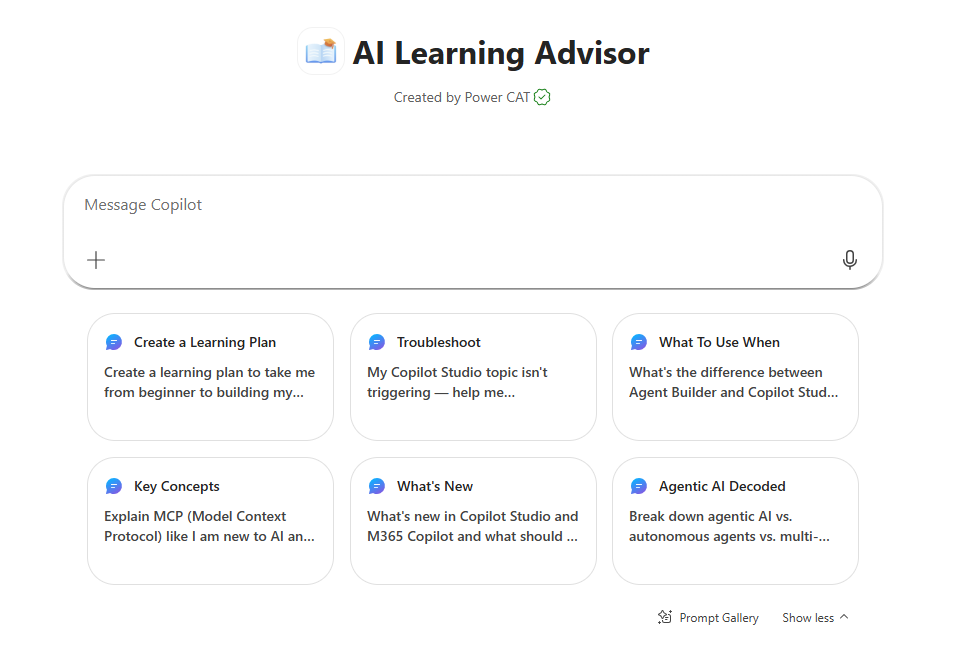 AI Learning Advisor
Created by Power CAT
Message Copilot
Create a Learning Plan
Create a learning plan to take me
from beginner to building my...
Troubleshoot
My Copilot Studio topic isn't
triggering — help me...
What To Use When
What's the difference between
Agent Builder and Copilot Stud...
Key Concepts
Explain MCP (Model Context
Protocol) like I am new to AI an...
What's New
What's new in Copilot Studio and
M365 Copilot and what should ...
Agentic AI Decoded
Break down agentic AI vs.
autonomous agents vs. multi-...
Prompt Gallery
Show less